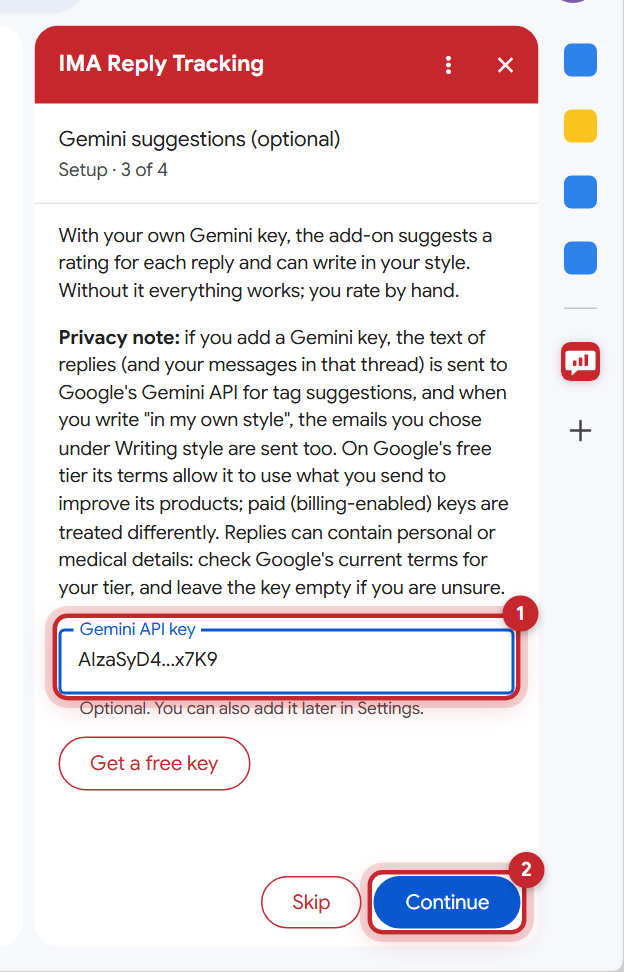 IMA Reply Tracking
Gemini suggestions (optional)
Setup · 3 of 4
With your own Gemini key, the add-on suggests a
rating for each reply and can write in your style.
Without it everything works; you rate by hand.
Privacy note: if you add a Gemini key, the text of
replies (and your messages in that thread) is sent to
Google's Gemini API for tag suggestions, and when
you write "in my own style", the emails you chose
under Writing style are sent too. On Google's free
tier its terms allow it to use what you send to
improve its products; paid (billing-enabled) keys are
treated differently. Replies can contain personal or
medical details: check Google's current terms for
your tier, and leave the key empty if you are unsure.
1
Gemini API key
AIzaSyD4...x7K9
Optional. You can also add it later in Settings.
Get a free key
2
Skip
Continue